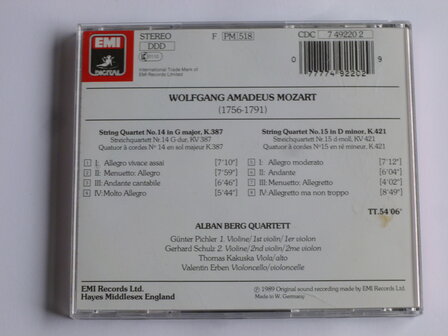 EMI
DIGITAL
STEREO
DDD
F PM 518
CDC 7 49220 2
International Trade Mark of
EMI Records Limited
0 77774 92202 9
WOLFGANG AMADEUS MOZART
(1756-1791)
String Quartet No.14 in G major, K.387
Streichquartett Nr.14 G-dur, KV 387
Quatuor à cordes Nº 14 en sol majeur K.387
1 I: Allegro vivace assai [7'10"]
2 II: Menuetto: Allegro [7'59"]
3 III: Andante cantabile [6'46"]
4 IV: Molto Allegro [5'44"]
String Quartet No.15 in D minor, K.421
Streichquartett Nr.15 d-moll, KV 421
Quatuor à cordes Nº15 en ré mineur, K.421
5 I: Allegro moderato [7'12"]
6 II: Andante [6'04"]
7 III: Menuetto: Allegretto [4'02"]
8 IV: Allegretto ma non troppo [8'49"]
TT.54'06"
ALBAN BERG QUARTETT
Günter Pichler 1. Violine/1st violin/1er violon
Gerhard Schulz 2. Violine/2nd violin/2me violon
Thomas Kakuska Viola/alto
Valentin Erben Violoncello/violoncelle
EMI Records Ltd.
Hayes Middlesex England
℗ 1989 Original sound recording made by EMI Records Ltd.
Made in W. Germany